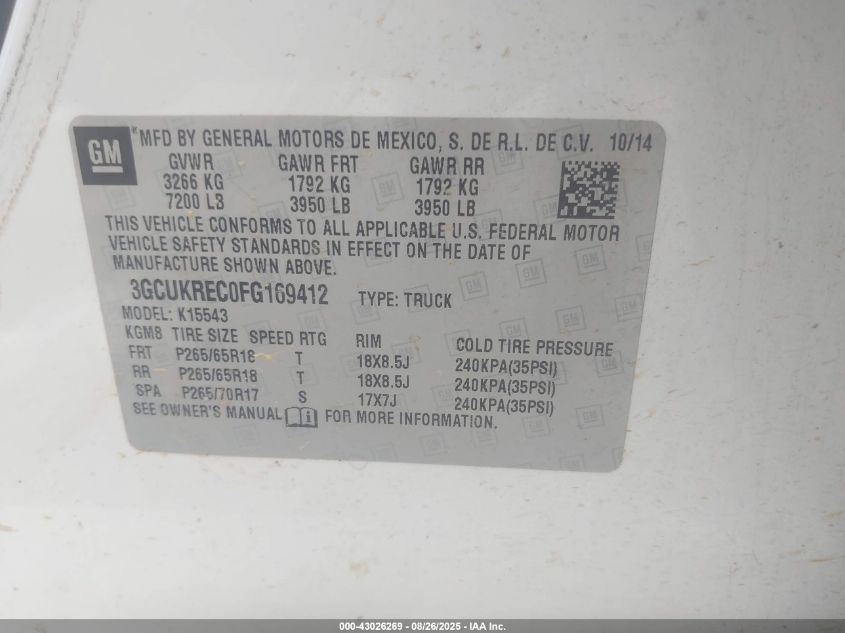 GM MFD BY GENERAL MOTORS DE MEXICO, S. DE R.L. DE C.V. 10/14
GVWR GAWR FRT GAWR RR
3266 KG 1792 KG 1792 KG
7200 LB 3950 LB 3950 LB
THIS VEHICLE CONFORMS TO ALL APPLICABLE U.S. FEDERAL MOTOR
VEHICLE SAFETY STANDARDS IN EFFECT ON THE DATE OF
MANUFACTURE SHOWN ABOVE.
3GCUKREC0FG169412 TYPE: TRUCK
MODEL: K15543
KGM8 TIRE SIZE SPEED RTG RIM COLD TIRE PRESSURE
FRT P265/65R18 T 18X8.5J 240KPA(35PSI)
RR P265/65R18 T 18X8.5J 240KPA(35PSI)
SPA P265/70R17 S 17X7J 240KPA(35PSI)
SEE OWNER'S MANUAL FOR MORE INFORMATION.
000-43026269 - 08/26/2025 - IAA Inc.